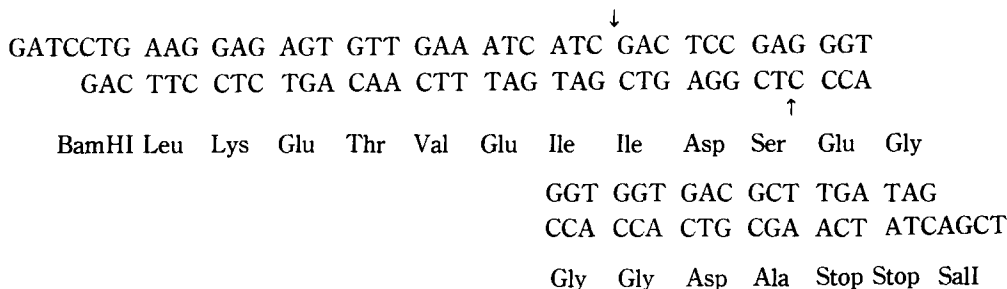 ↓
GATCCTG AAG GAG AGT GTT GAA ATC ATC GAC TCC GAG GGT
GAC TTC CTC TGA CAA CTT TAG TAG CTG AGG CTC CCA
↑
BamHI Leu Lys Glu Thr Val Glu Ile Ile Asp Ser Glu Gly
GGT GGT GAC GCT TGA TAG
CCA CCA CTG CGA ACT ATCAGCT
Gly Gly Asp Ala Stop Stop SalI